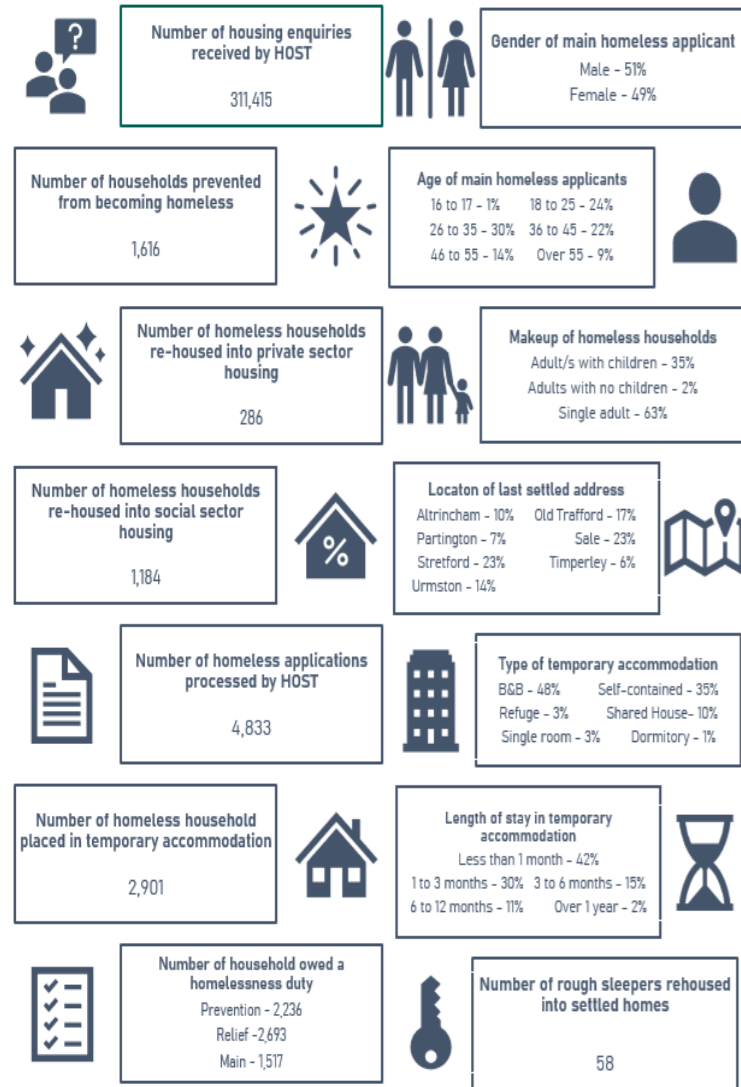 ?
Number of housing enquiries
received by HOST
311,415
Gender of main homeless applicant
Male - 51%
Female - 49%
Number of households prevented
from becoming homeless
1,616
Age of main homeless applicants
16 to 17 - 1% 18 to 25 - 24%
26 to 35 - 30% 36 to 45 - 22%
46 to 55 - 14% Over 55 - 9%
Number of homeless households
re-housed into private sector
housing
286
Makeup of homeless households
Adult/s with children - 35%
Adults with no children - 2%
Single adult - 63%
Number of homeless households
re-housed into social sector
housing
1,184
%
Locaton of last settled address
Altrincham - 10% Old Trafford - 17%
Partington - 7% Sale - 23%
Stretford - 23% Timperley - 6%
Urmston - 14%
Number of homeless applications
processed by HOST
4,833
Type of temporary accommodation
B&B - 48% Self-contained - 35%
Refuge - 3% Shared House- 10%
Single room - 3% Dormitory - 1%
Number of homeless household
placed in temporary accommodation
2,901
Length of stay in temporary
accommodation
Less than 1 month - 42%
1 to 3 months - 30% 3 to 6 months - 15%
6 to 12 months - 11% Over 1 year - 2%
Number of household owed a
homelessness duty
Prevention - 2,236
Relief -2,693
Main - 1,517
Number of rough sleepers rehoused
into settled homes
58